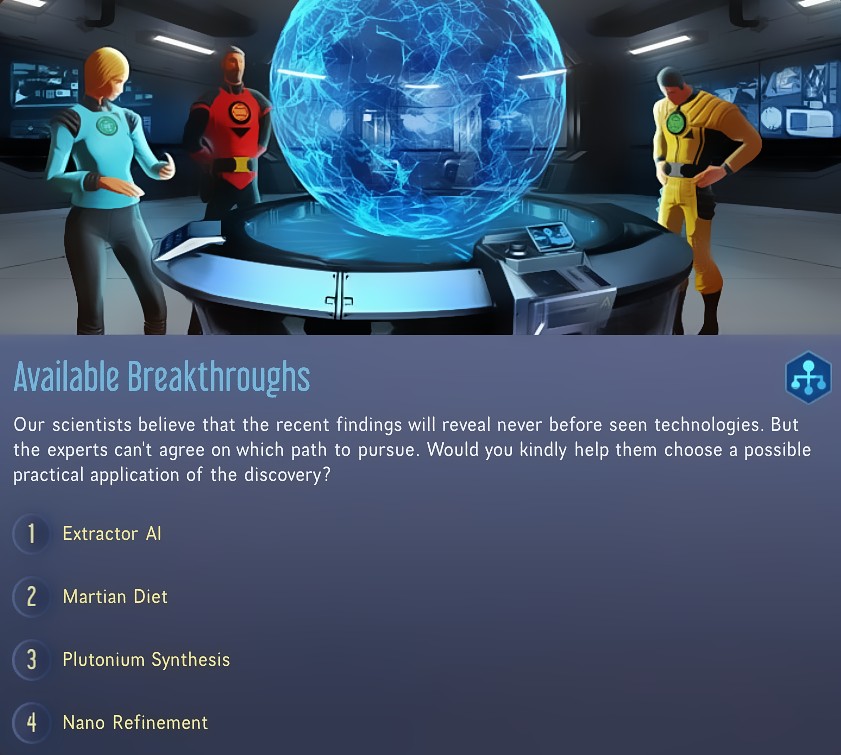 Available Breakthroughs
Our scientists believe that the recent findings will reveal never before seen technologies. But
the experts can't agree on which path to pursue. Would you kindly help them choose a possible
practical application of the discovery?
1 Extractor AI
2 Martian Diet
3 Plutonium Synthesis
4 Nano Refinement